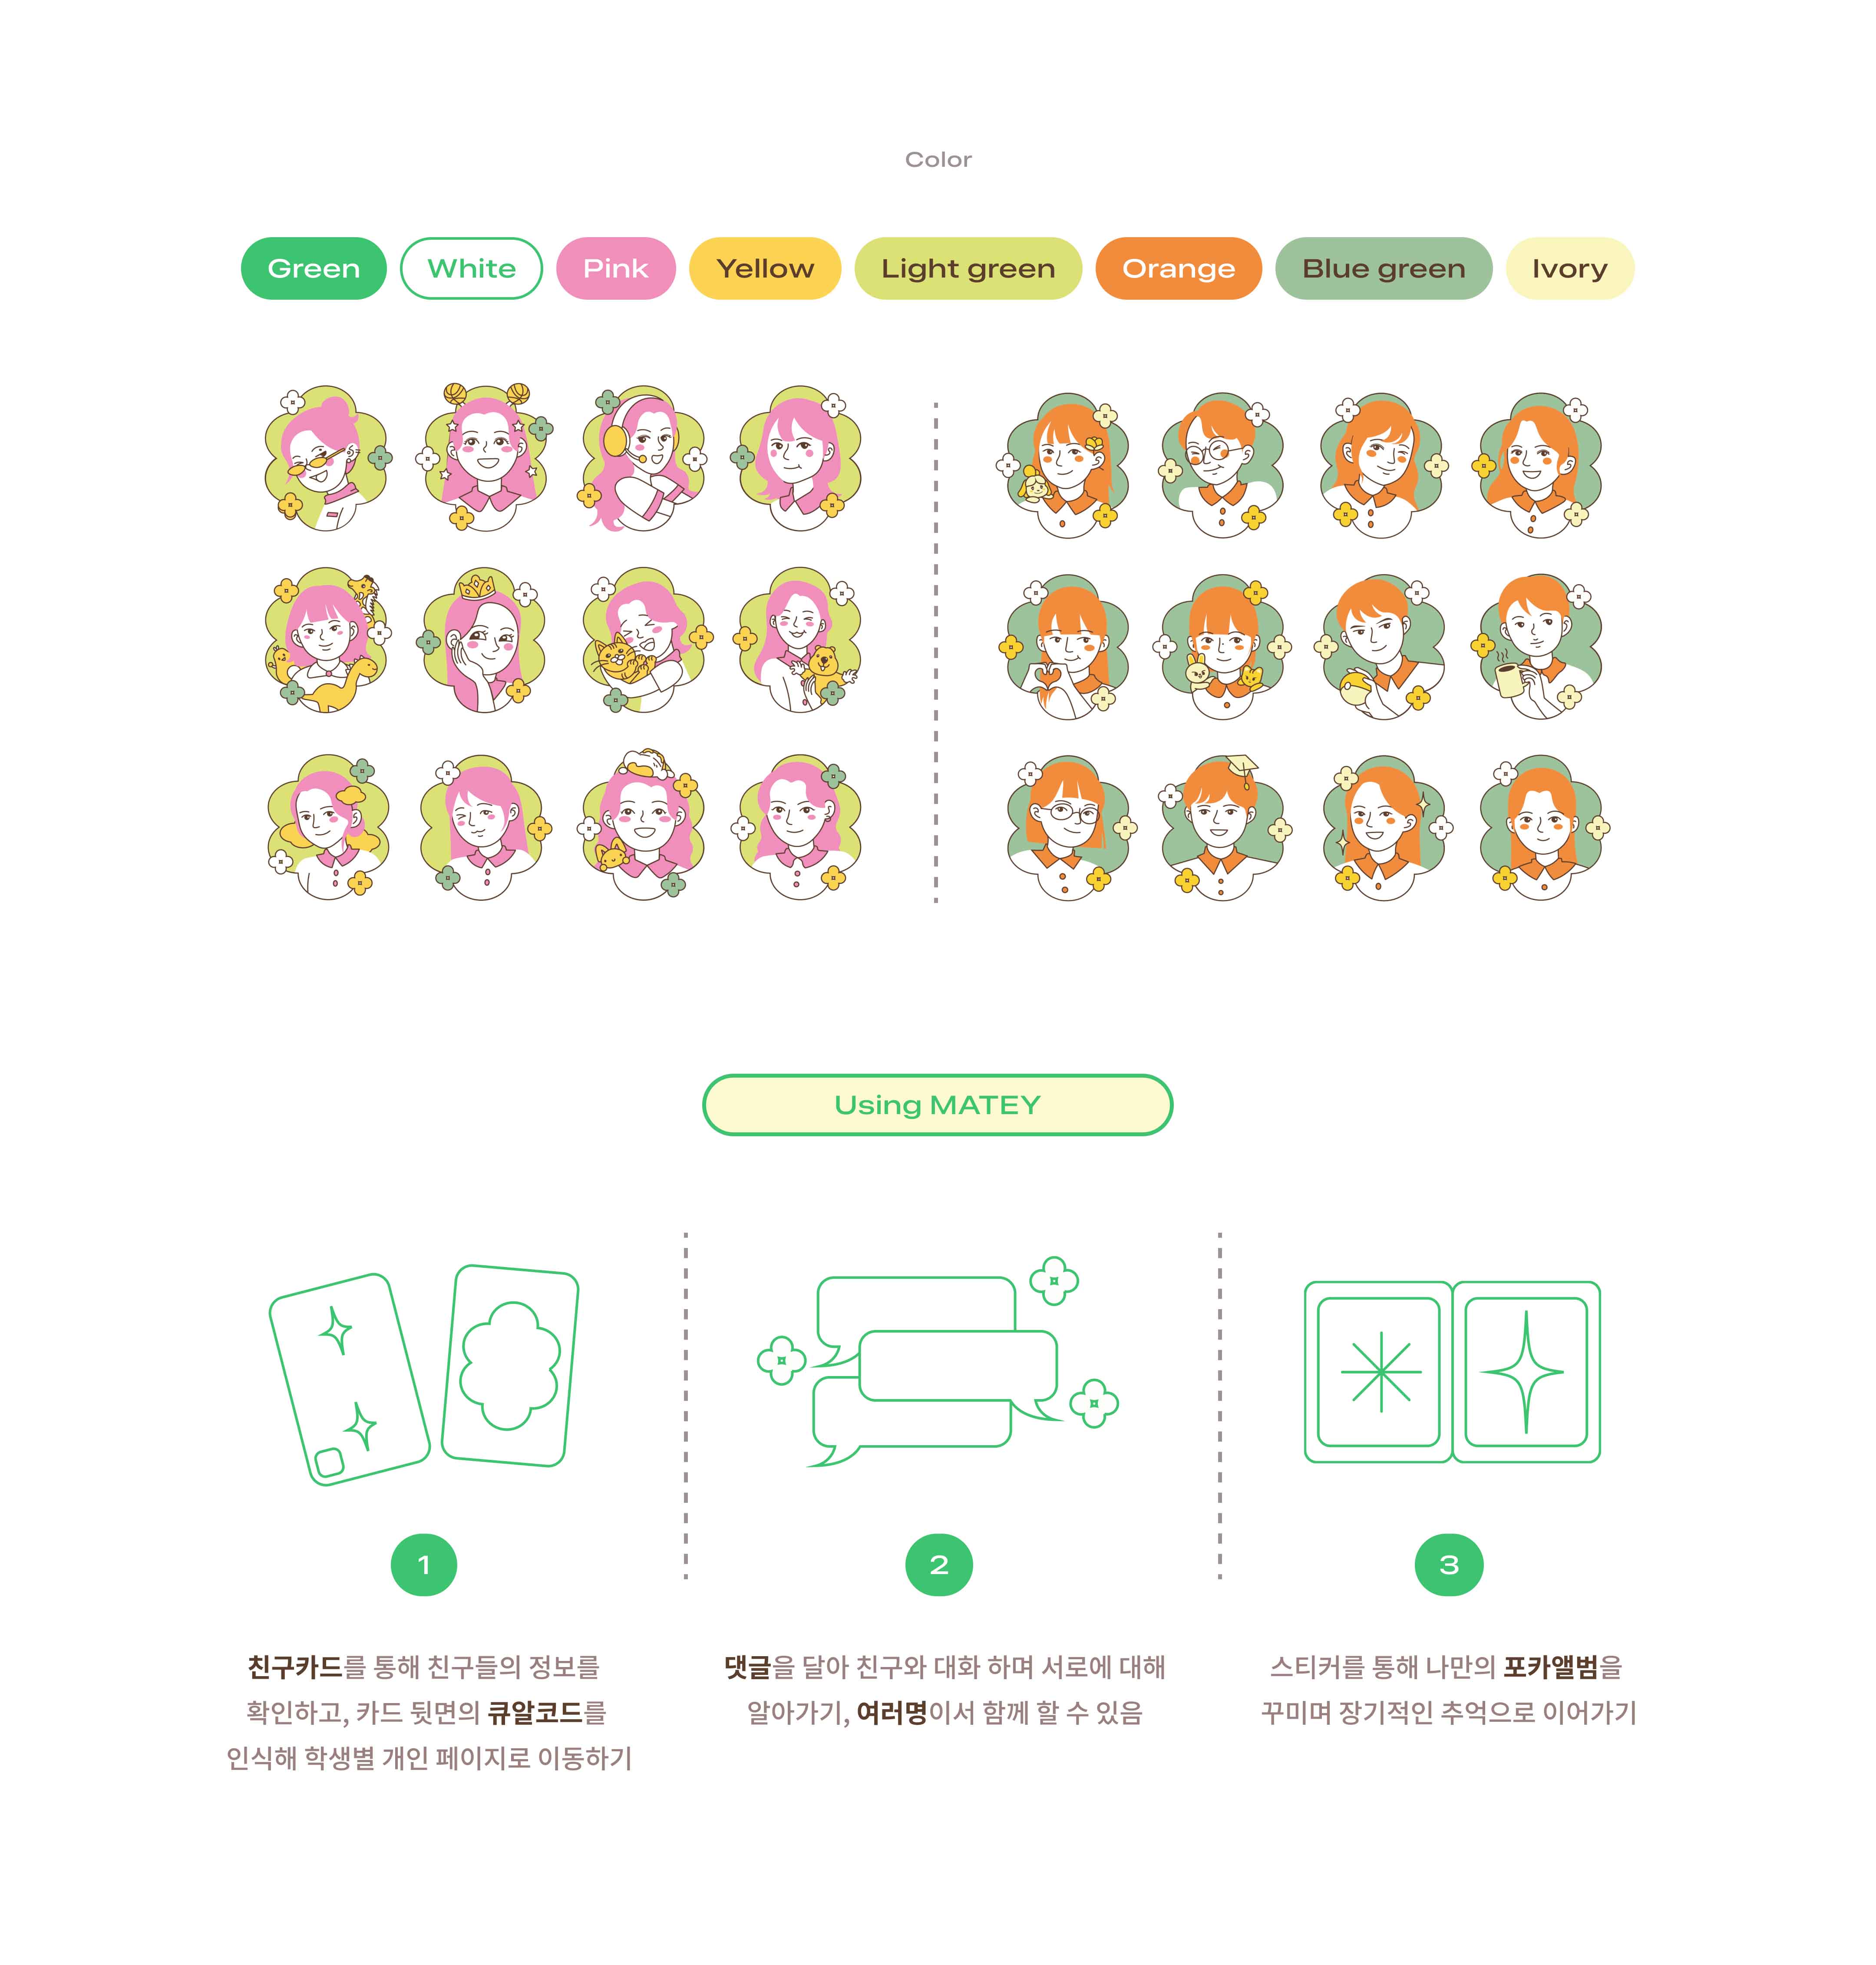 Color
Green
White
Pink
Yellow
Light green
Orange
Blue green
Ivory
Using MATEY
1
친구카드를 통해 친구들의 정보를
확인하고, 카드 뒷면의 큐알코드를
인식해 학생별 개인 페이지로 이동하기
2
댓글을 달아 친구와 대화 하며 서로에 대해
알아가기, 여러명이서 함께 할 수 있음
3
스티커를 통해 나만의 포카앨범을
꾸미며 장기적인 추억으로 이어가기